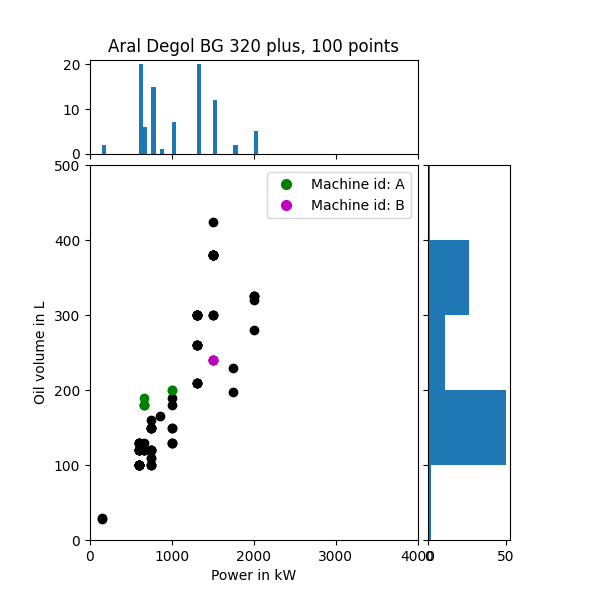 Aral Degol BG 320 plus, 100 points
20
10
0
500
400
300
200
100
0
Oil volume in L
Machine id: A
Machine id: B
0 1000 2000 3000 4000
0 50
Power in kW